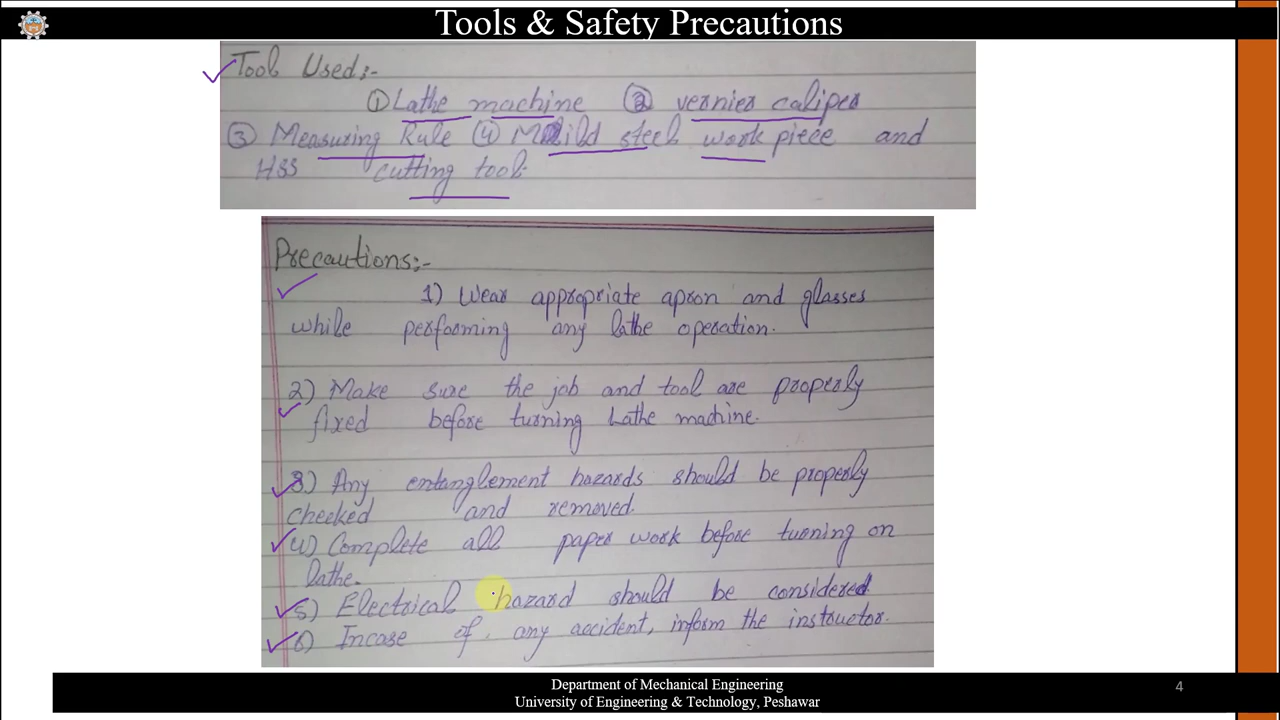 Tools & Safety Precautions
Tool Used:-
① Lathe machine ② vernier caliper
③ Measuring Rule ④ Mild steel work piece and
HSS cutting tool
Precautions:-
1) Wear appropriate apron and glasses
while performing any lathe operation.
2) Make sure the job and tool are properly
fixed before turning Lathe machine.
3) Any entanglement hazards should be properly
checked and removed.
4) Complete all paper work before turning on
lathe.
5) Electrical hazard should be considered
6) Incase of any accident, inform the instructor.
Department of Mechanical Engineering
University of Engineering & Technology, Peshawar
4